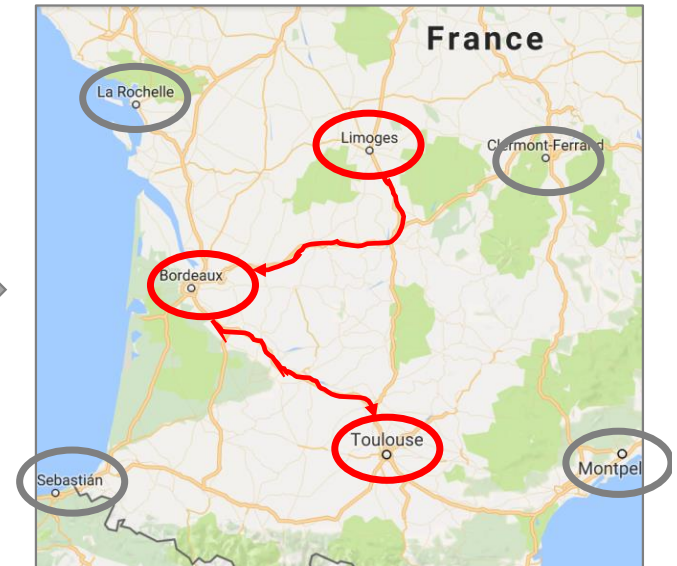 France
La Rochelle
Limoges
Clermont-Ferrand
Bordeaux
Toulouse
Montpel
Sebastián